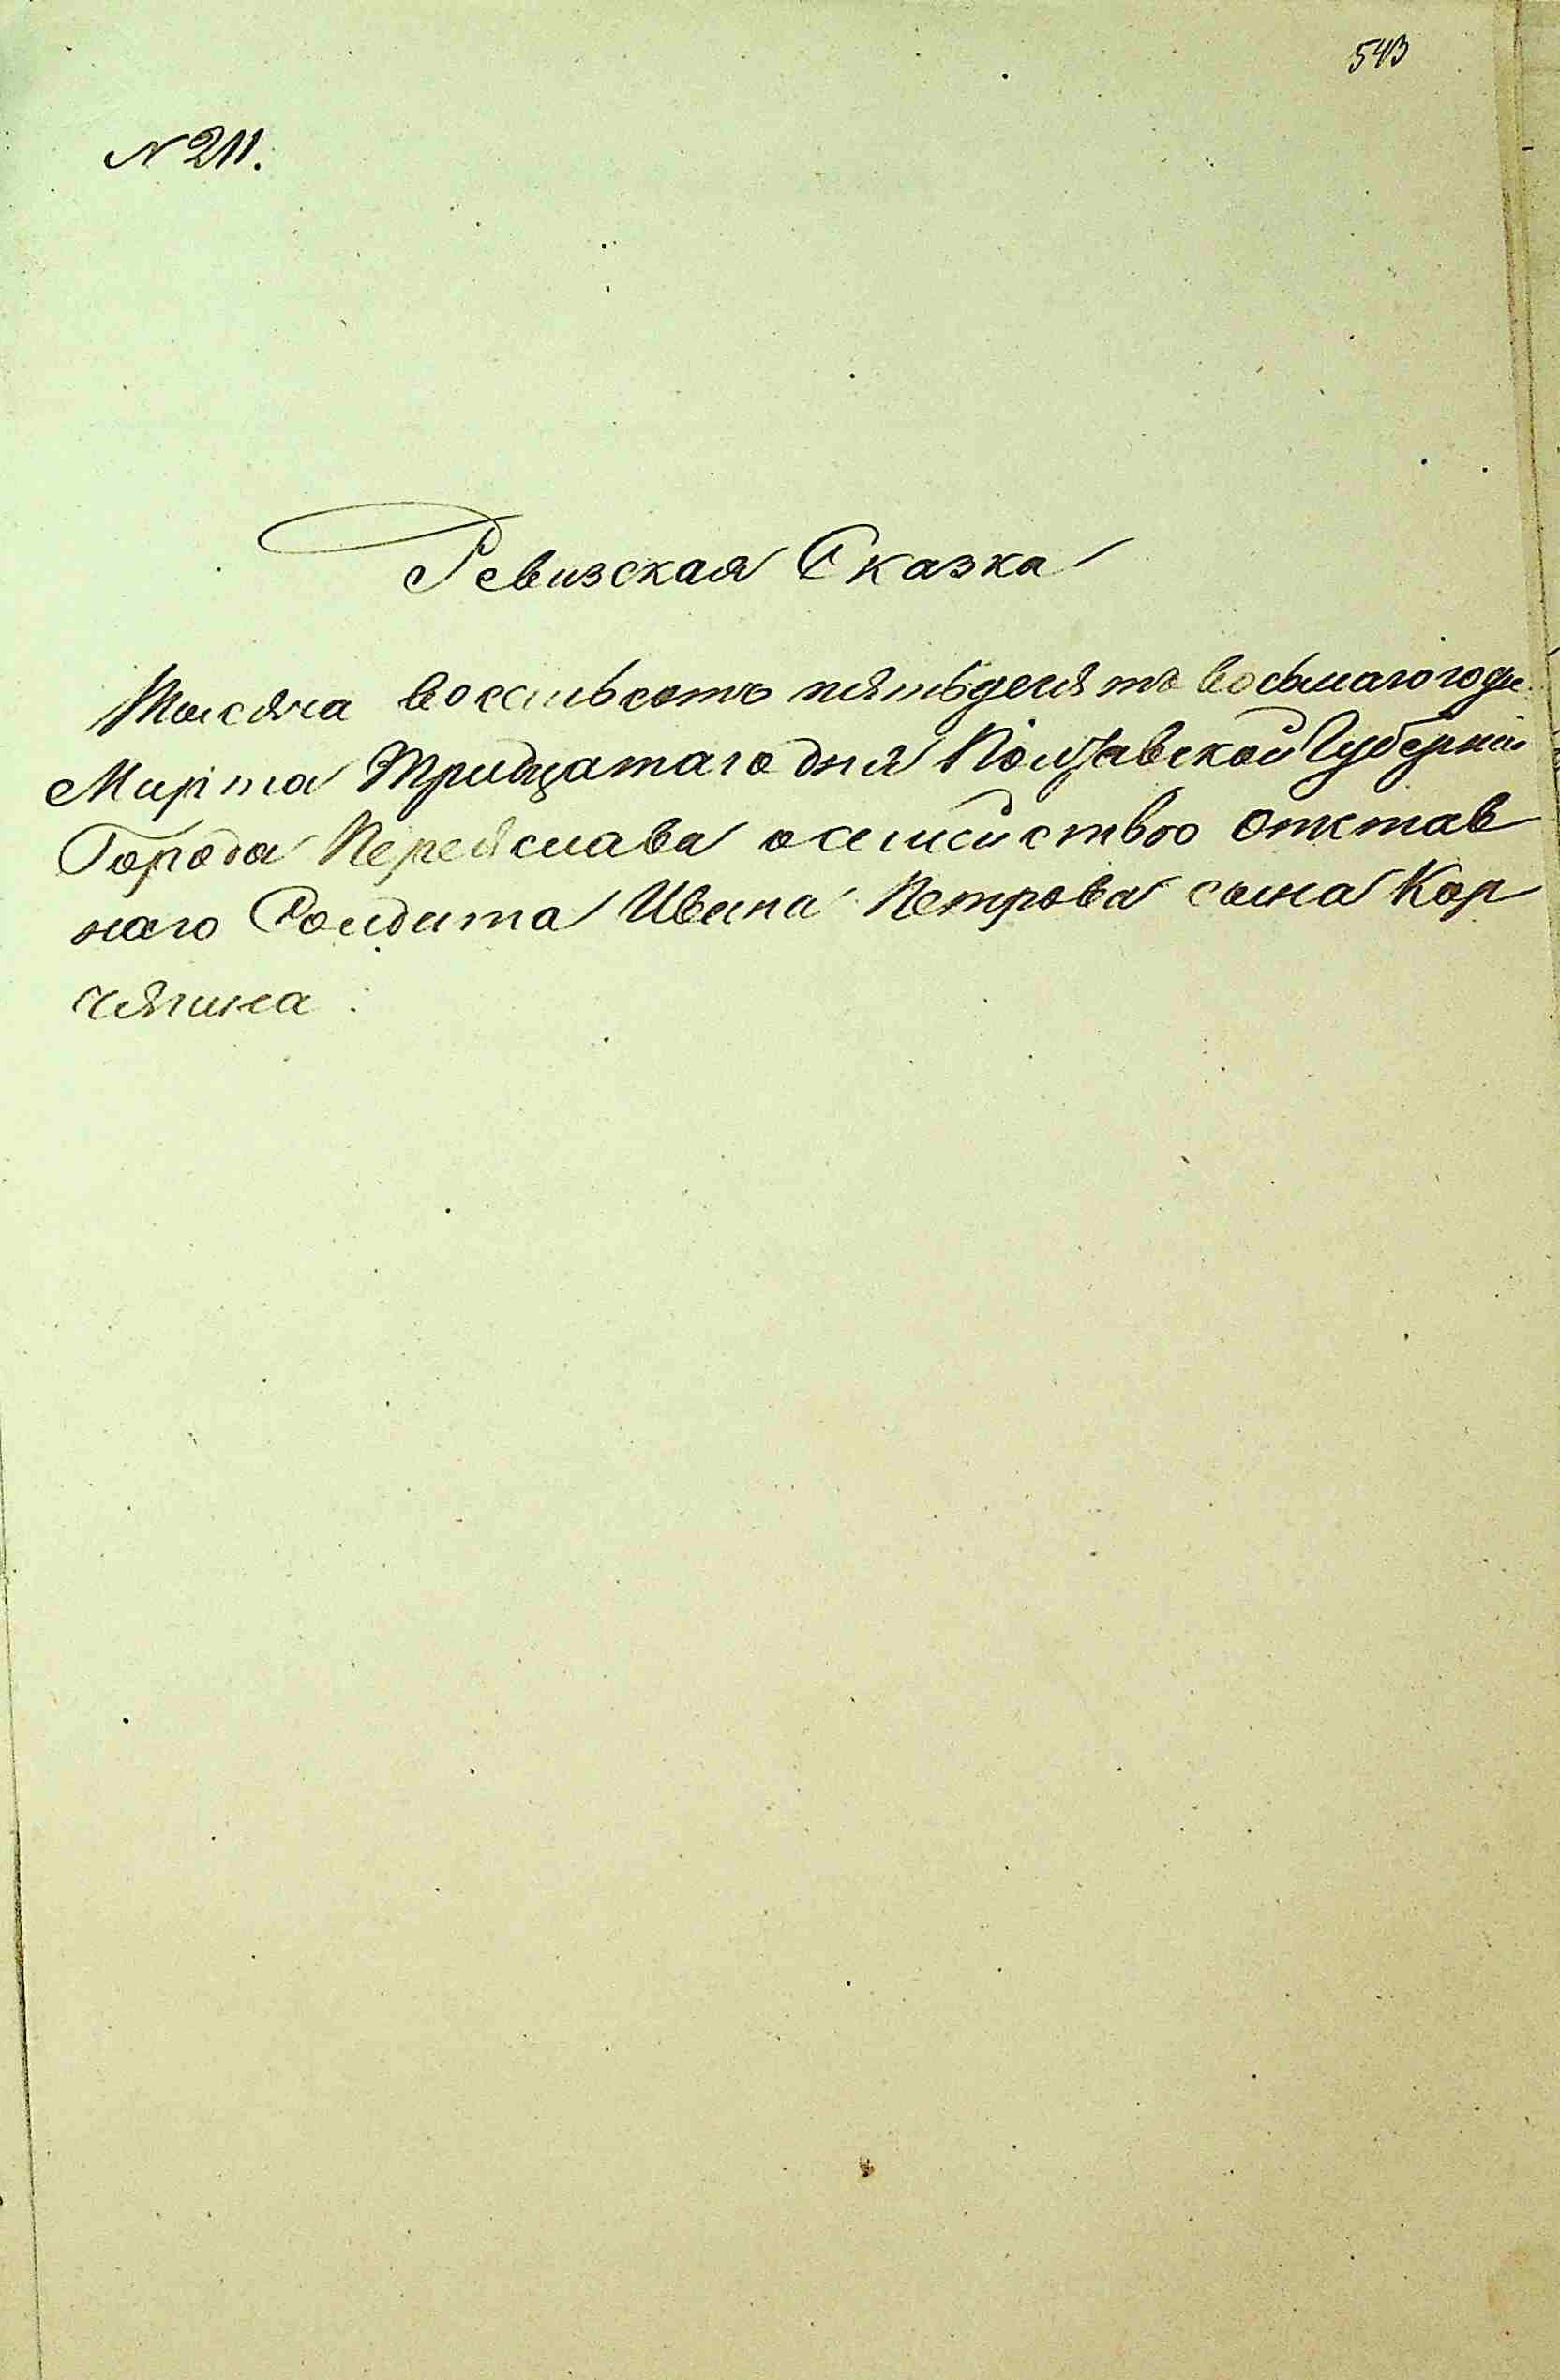 543
№ 211.
Ревизская Сказка
Тысяча восемьсотъ пятьдесятъ восьмаго года
Марта Тридцатаго дня Полтавской Губерніи
Города Переяслава о семействѣ Отстав
наго Солдата Ивана Петрова сына Кор
чягина